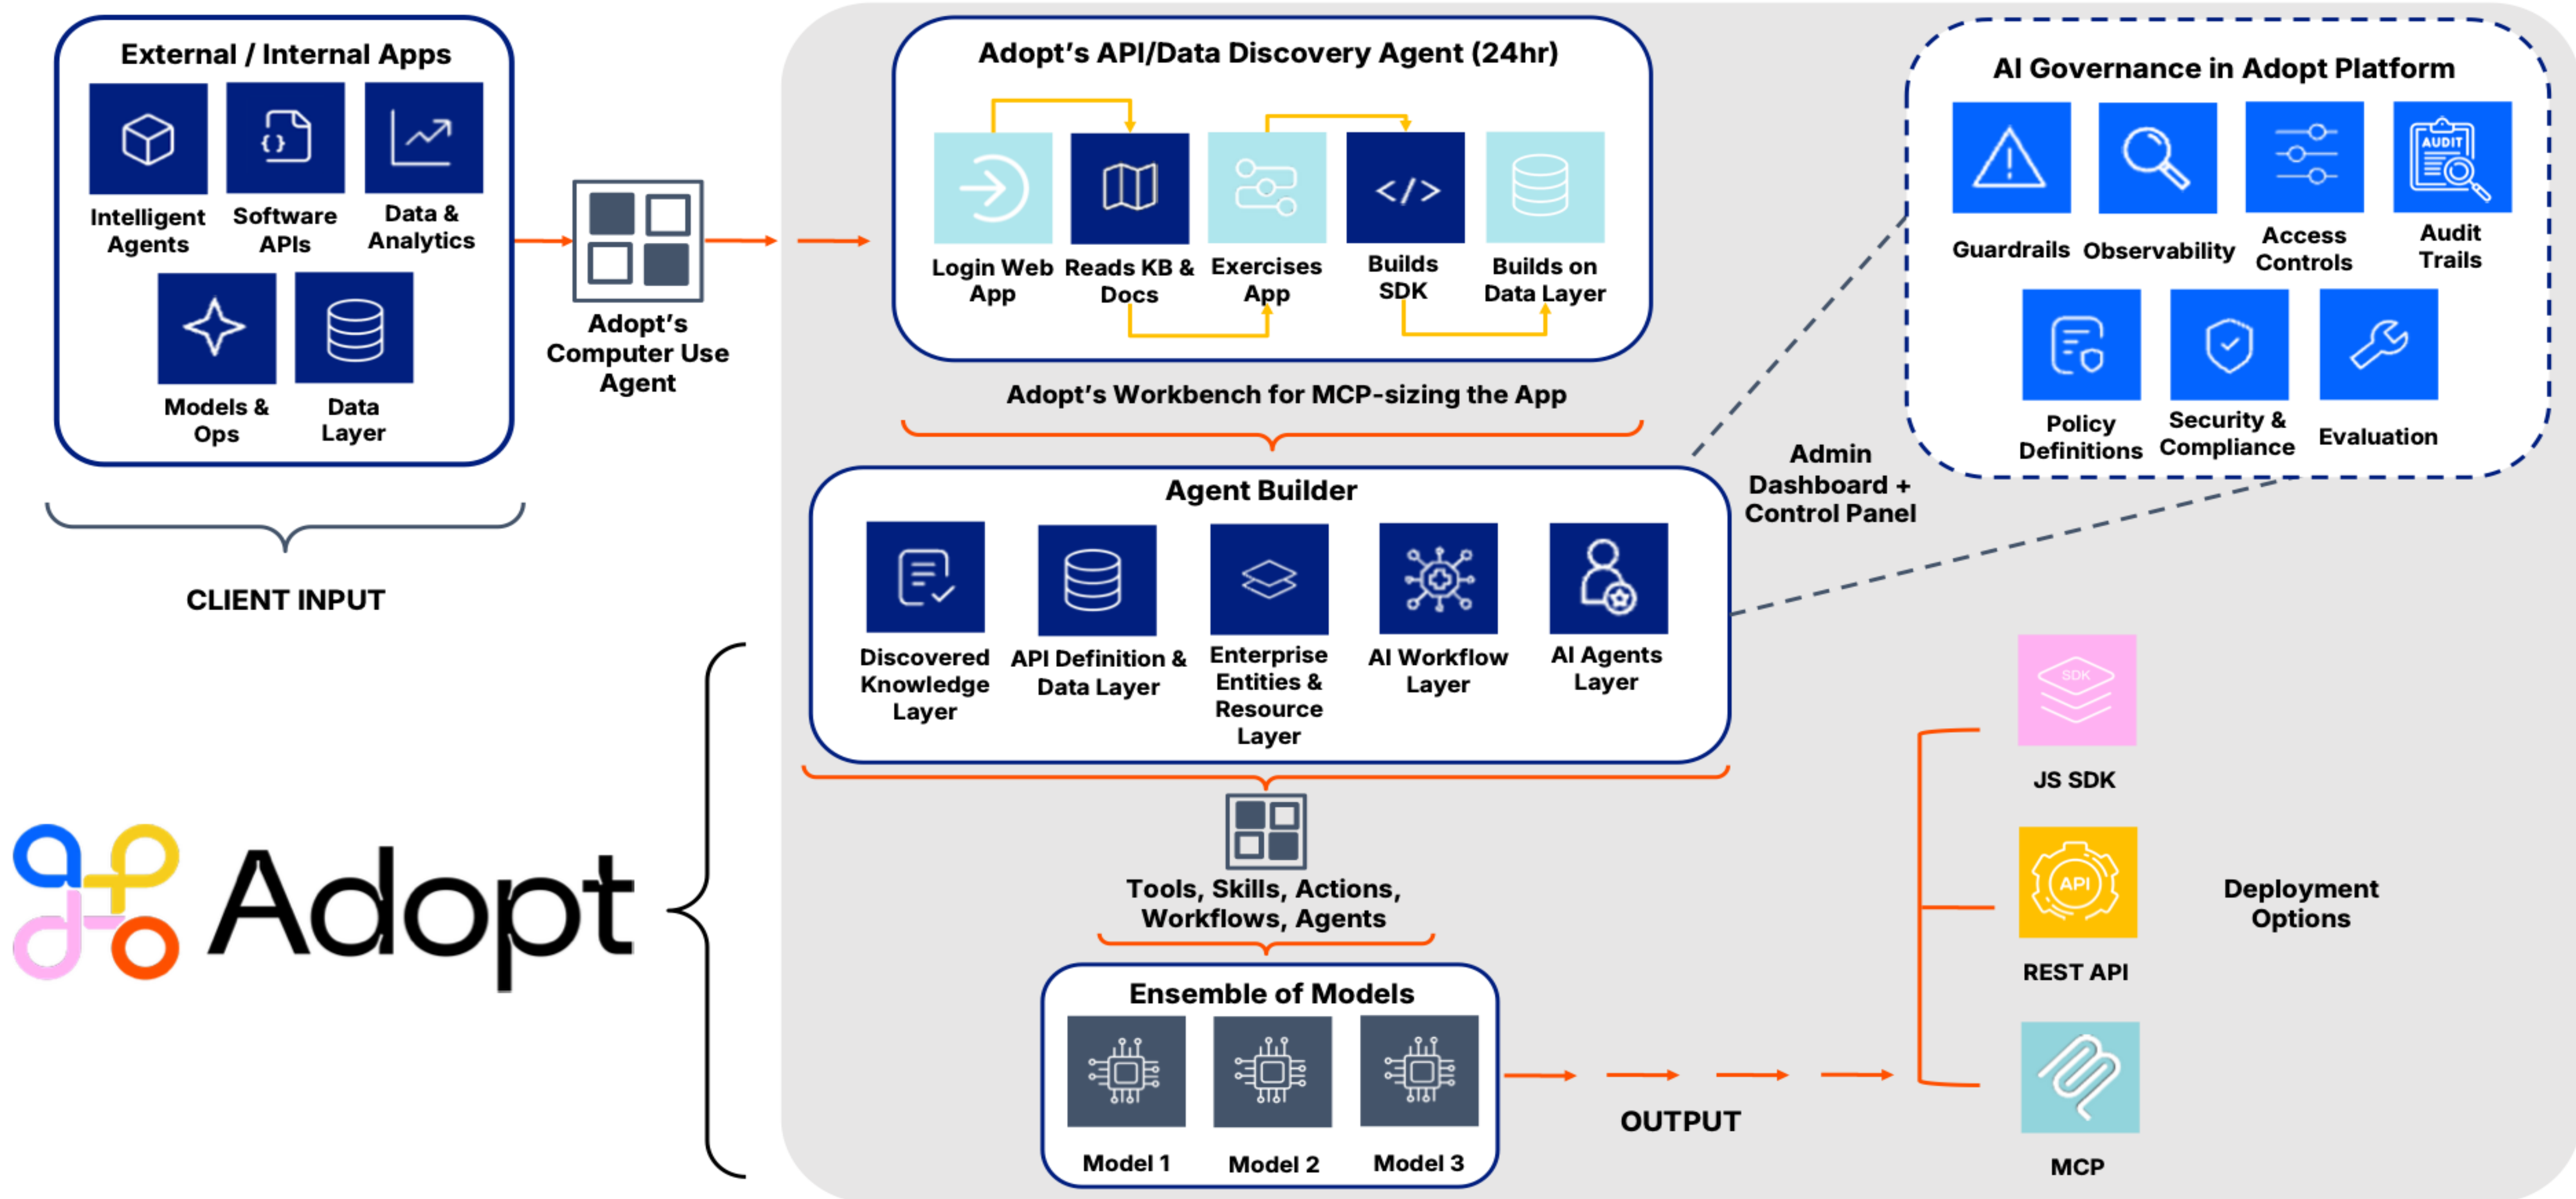 External / Internal Apps
Intelligent
Agents
Software
APIs
Data &
Analytics
Models &
Ops
Data
Layer
CLIENT INPUT
Adopt's
Computer Use
Agent
Adopt's API/Data Discovery Agent (24hr)
</>
Login Web
App
Reads KB &
Docs
Exercises
App
Builds
SDK
Builds on
Data Layer
Adopt's Workbench for MCP-sizing the App
AI Governance in Adopt Platform
AUDIT
Guardrails
Observability
Access
Controls
Audit
Trails
Policy
Definitions
Security &
Compliance
Evaluation
Admin
Dashboard +
Control Panel
Agent Builder
Discovered
Knowledge
Layer
API Definition &
Data Layer
Enterprise
Entities &
Resource
Layer
AI Workflow
Layer
AI Agents
Layer
Adopt
Tools, Skills, Actions,
Workflows, Agents
Ensemble of Models
Model 1
Model 2
Model 3
OUTPUT
SDK
JS SDK
API
REST API
MCP
Deployment
Options